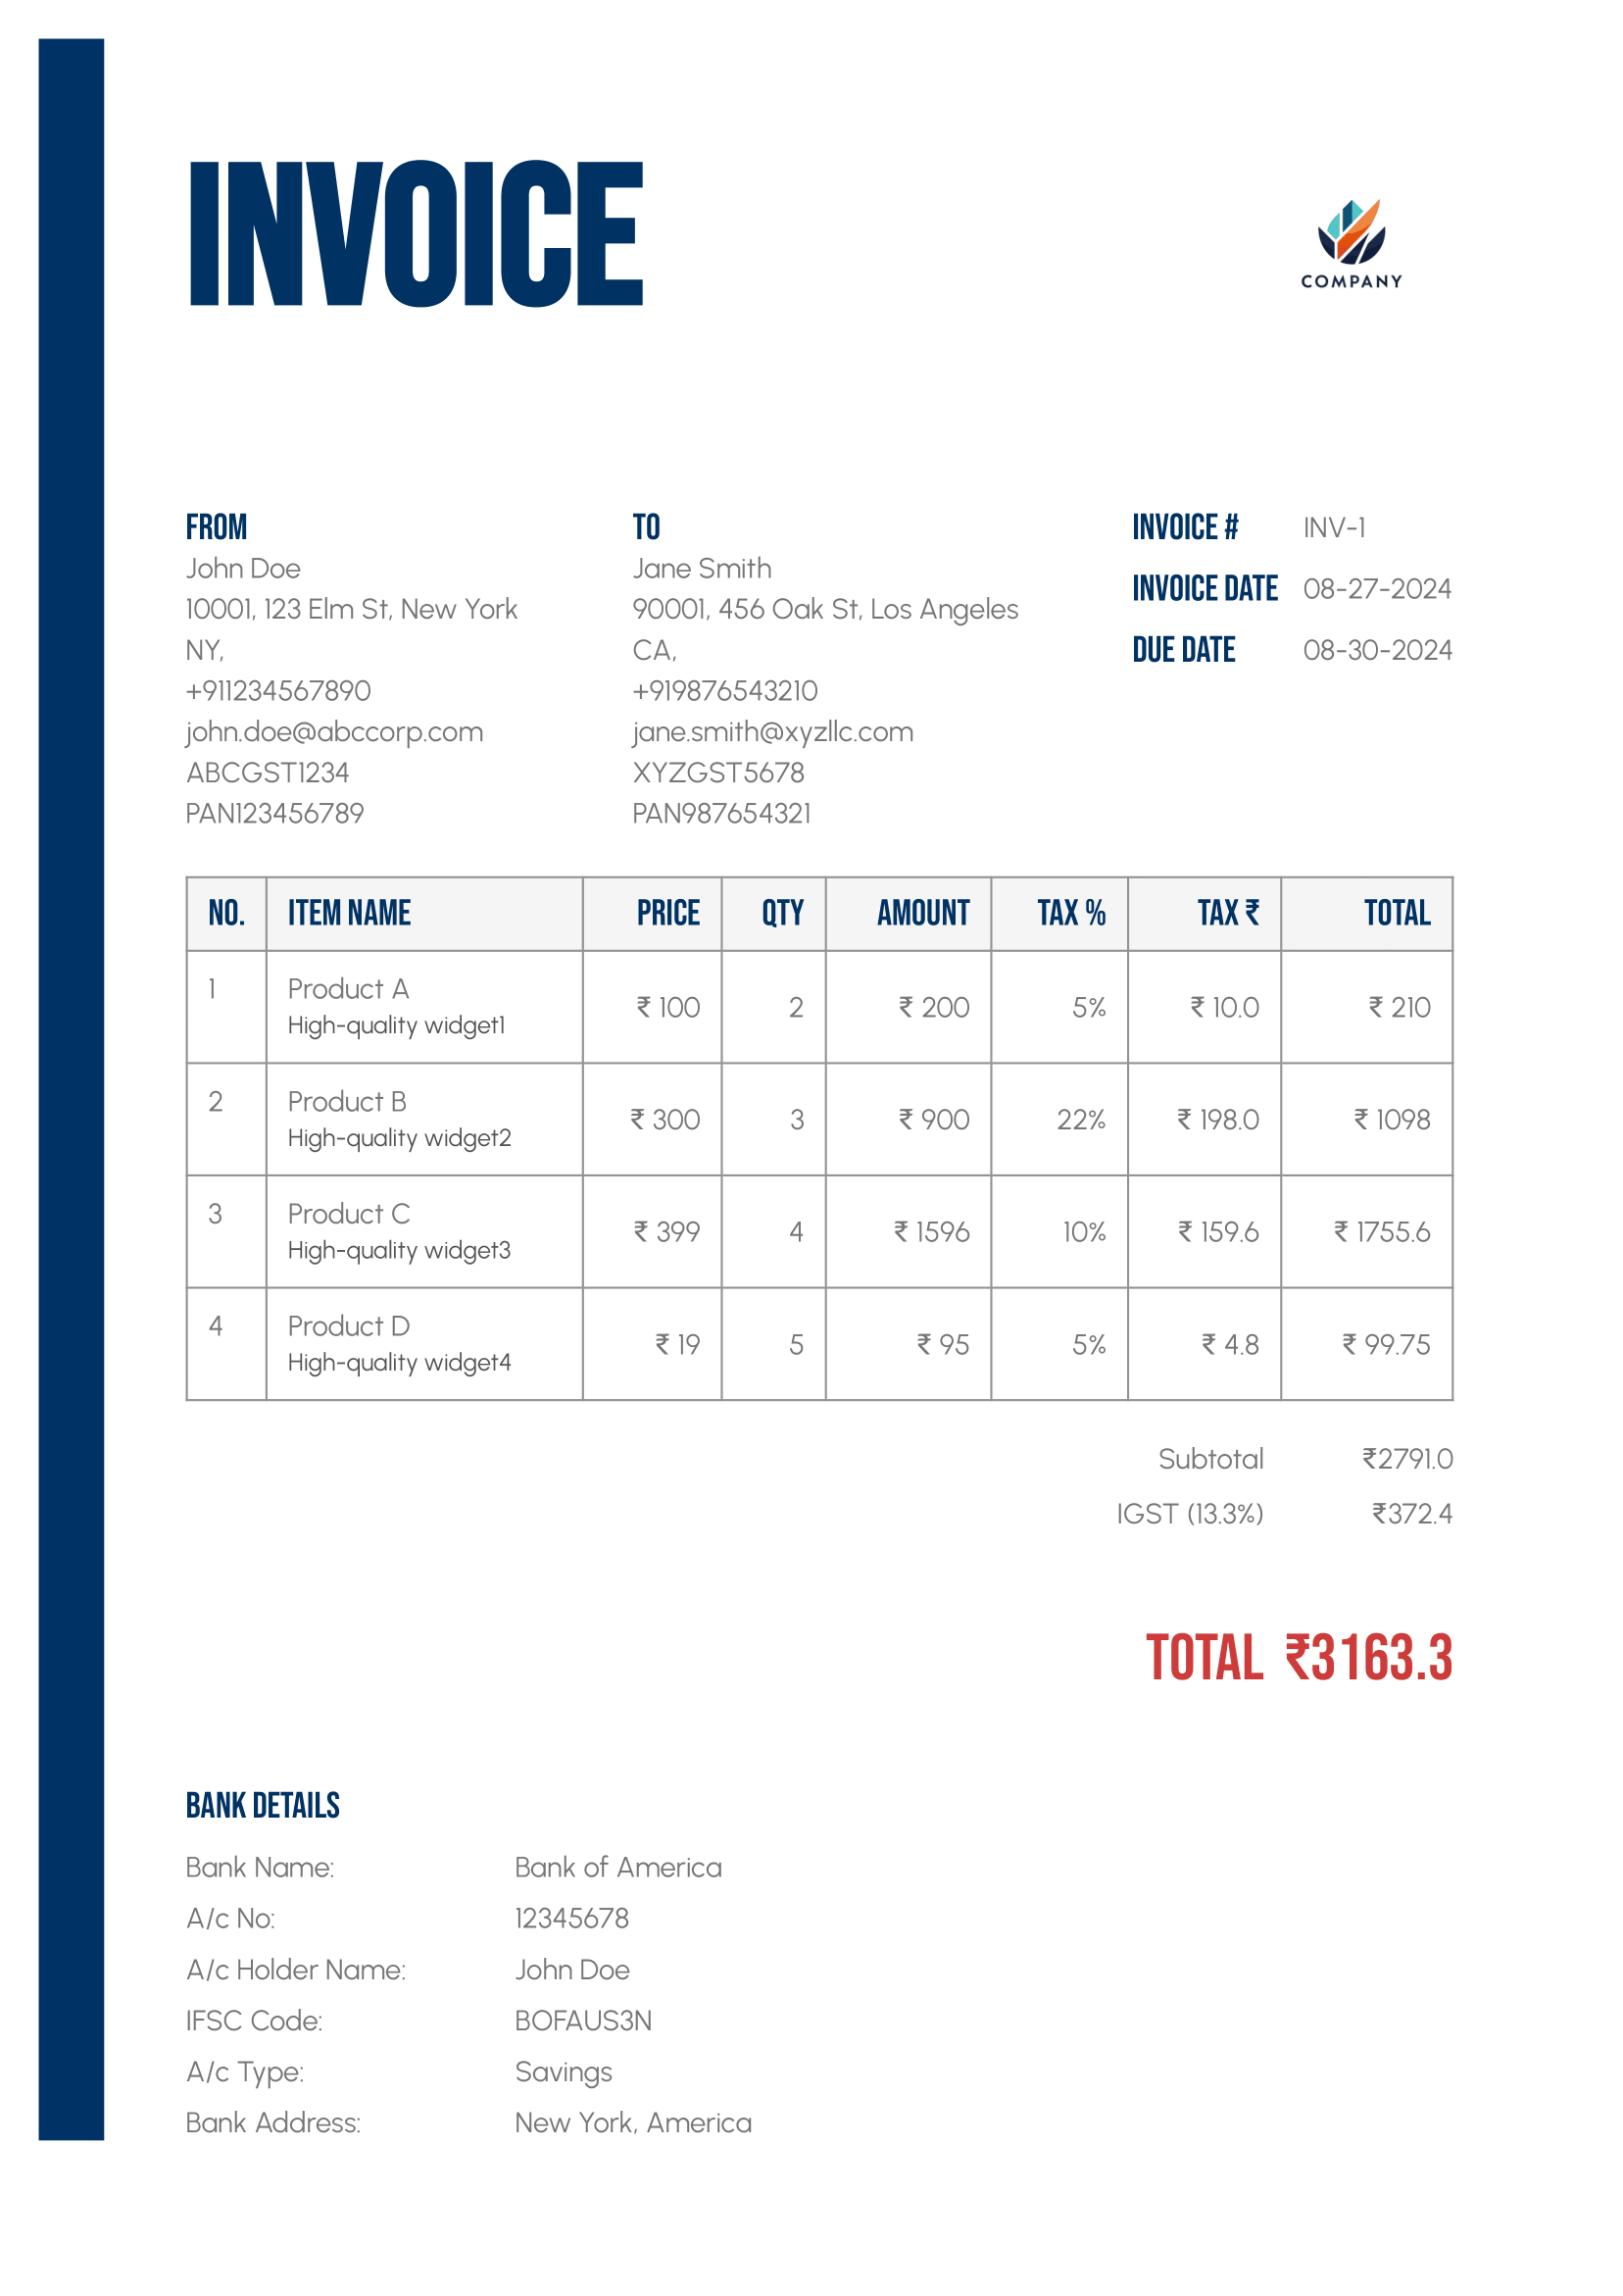 INVOICE
COMPANY
FROM
John Doe
10001, 123 Elm St, New York
NY,
+911234567890
john.doe@abccorp.com
ABCGST1234
PAN123456789
TO
Jane Smith
90001, 456 Oak St, Los Angeles
CA,
+919876543210
jane.smith@xyzllc.com
XYZGST5678
PAN987654321
INVOICE # INV-1
INVOICE DATE 08-27-2024
DUE DATE 08-30-2024
NO. ITEM NAME PRICE QTY AMOUNT TAX % TAX ₹ TOTAL
1 Product A ₹ 100 2 ₹ 200 5% ₹ 10.0 ₹ 210
High-quality widget1
2 Product B ₹ 300 3 ₹ 900 22% ₹ 198.0 ₹ 1098
High-quality widget2
3 Product C ₹ 399 4 ₹ 1596 10% ₹ 159.6 ₹ 1755.6
High-quality widget3
4 Product D ₹ 19 5 ₹ 95 5% ₹ 4.8 ₹ 99.75
High-quality widget4
Subtotal ₹2791.0
IGST (13.3%) ₹372.4
TOTAL ₹3163.3
BANK DETAILS
Bank Name: Bank of America
A/c No: 12345678
A/c Holder Name: John Doe
IFSC Code: BOFAUS3N
A/c Type: Savings
Bank Address: New York, America